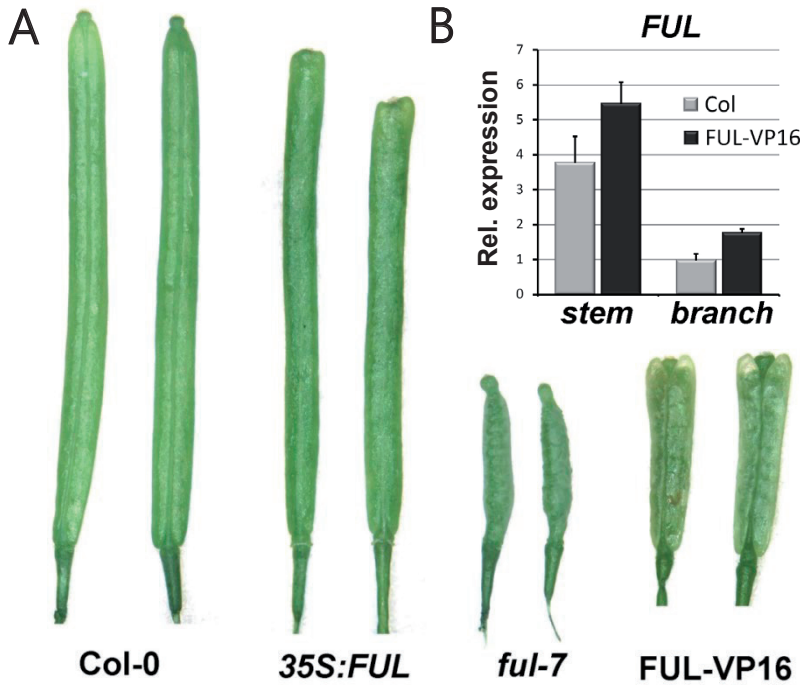 A
B
FUL
7
6
5
4
3
2
1
0
Rel. expression
Col
FUL-VP16
stem branch
Col-0 35S:FUL ful-7 FUL-VP16